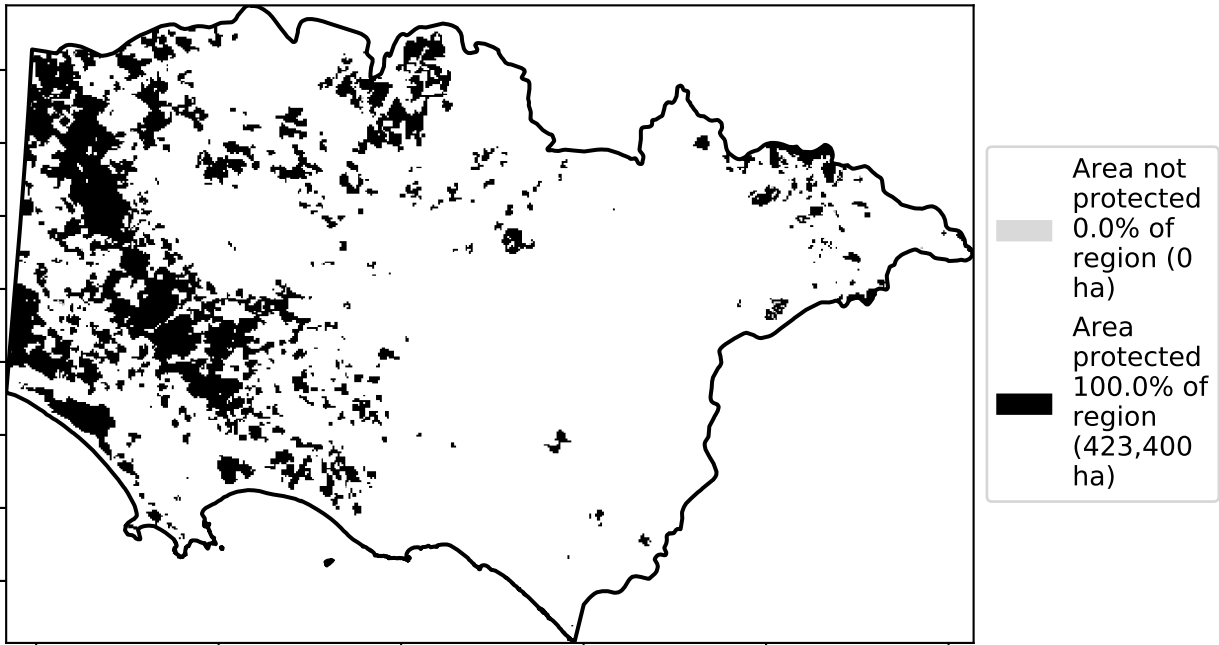 Area not
protected
0.0% of
region (0
ha)
Area
protected
100.0% of
region
(423,400
ha)